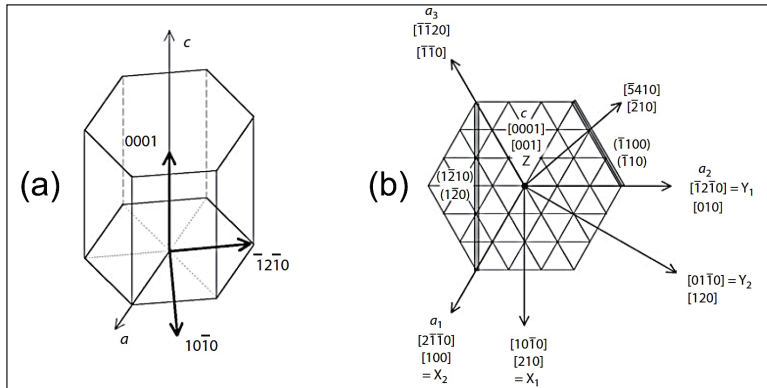 (a)
c
0001
1̄21̄0
a
101̄0
(b)
a₃
[1̄1̄20]
[1̄1̄0]
c
[0001]
[001]
Z
[5̄410]
[2̄10]
(1̄100)
(1̄10)
(12̄10)
(12̄0)
a₂
[1̄21̄0] = Y₁
[010]
[011̄0] = Y₂
[120]
a₁
[21̄1̄0]
[100]
= X₂
[101̄0]
[210]
= X₁